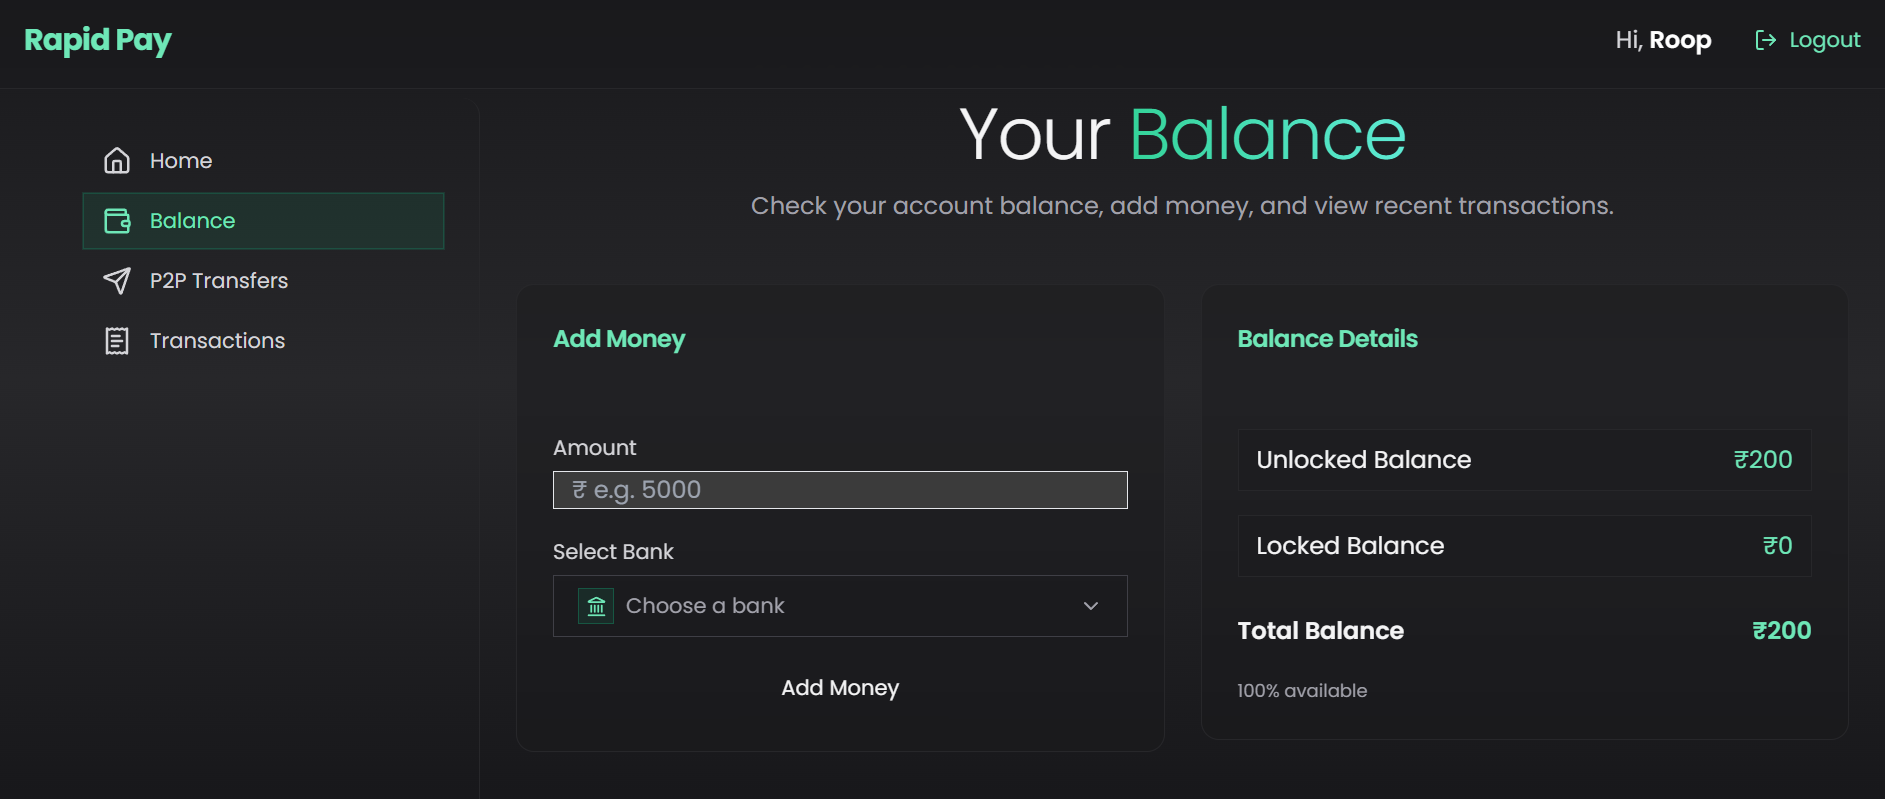 Rapid Pay
Hi, Roop
Logout
Home
Balance
P2P Transfers
Transactions
Your Balance
Check your account balance, add money, and view recent transactions.
Add Money
Amount
₹ e.g. 5000
Select Bank
Choose a bank
Add Money
Balance Details
Unlocked Balance ₹200
Locked Balance ₹0
Total Balance ₹200
100% available